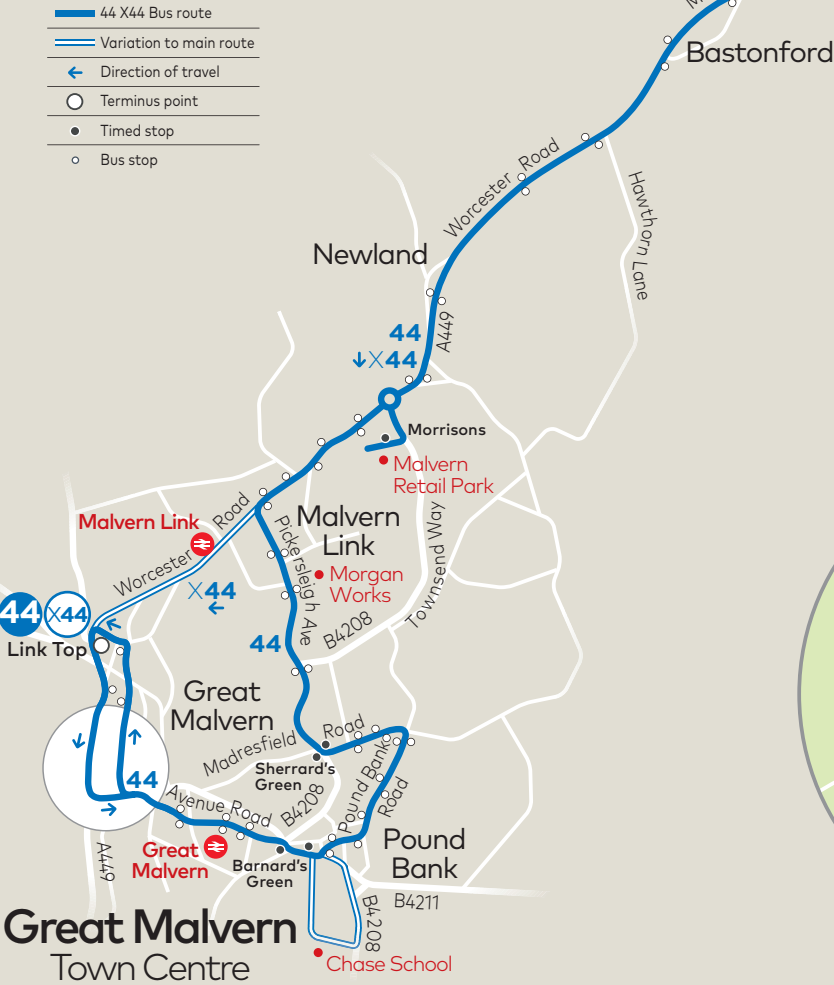 44 X44 Bus route
Variation to main route
Direction of travel
Terminus point
Timed stop
Bus stop
Bastonford
Worcester Road
Hawthorn Lane
Newland
A449
44
X44
Morrisons
Malvern
Retail Park
Malvern Link
Worcester Road
Malvern
Link
Pickersleigh Ave
Morgan
Works
Townsend Way
B4208
X44
44
44
X44
Link Top
Great
Malvern
Madresfield Road
Sherrard's
Green
44
Avenue Road
B4208
Pound Bank
Road
Great
Malvern
Barnard's
Green
Pound
Bank
A449
B4211
B4208
Great Malvern
Town Centre
Chase School